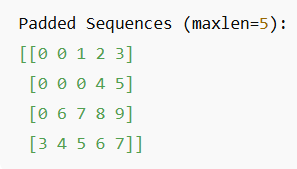 Padded Sequences (maxlen=5):
[[0 0 1 2 3]
[0 0 0 4 5]
[0 6 7 8 9]
[3 4 5 6 7]]